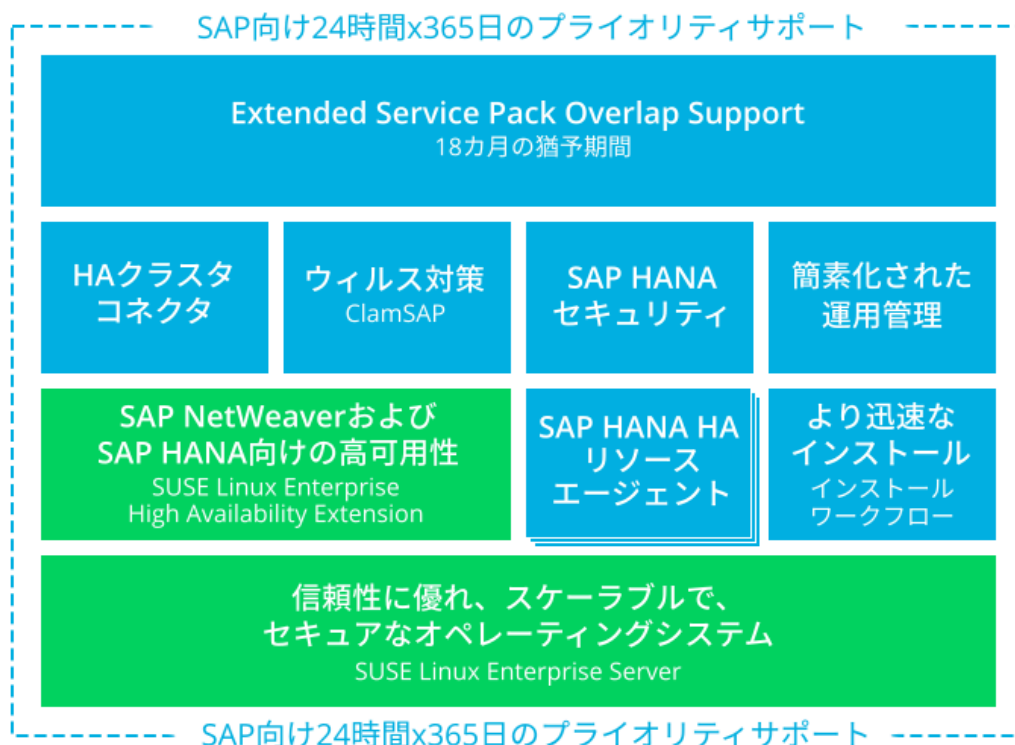 SAP向け24時間x365日のプライオリティサポート
Extended Service Pack Overlap Support
18カ月の猶予期間
HAクラスタ
コネクタ
ウィルス対策
ClamSAP
SAP HANA
セキュリティ
簡素化された
運用管理
SAP NetWeaverおよび
SAP HANA向けの高可用性
SUSE Linux Enterprise
High Availability Extension
SAP HANA HA
リソース
エージェント
より迅速な
インストール
インストール
ワークフロー
信頼性に優れ、スケーラブルで、
セキュアなオペレーティングシステム
SUSE Linux Enterprise Server
SAP向け24時間x365日のプライオリティサポート